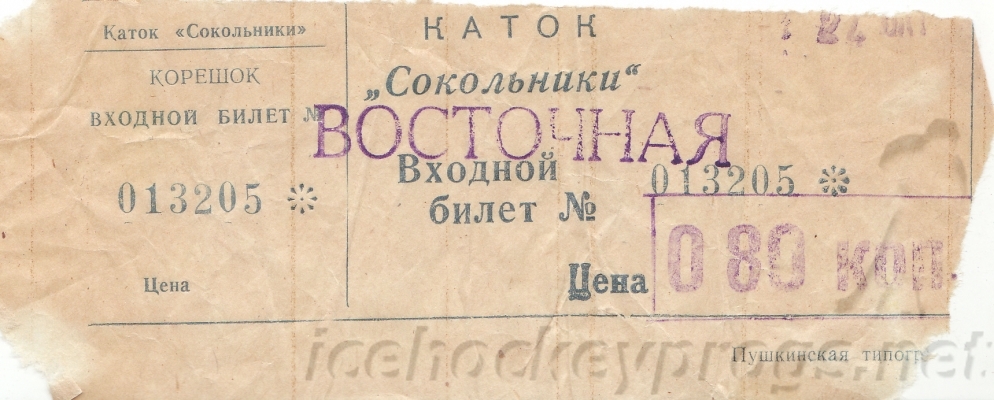 Каток «Сокольники»
КОРЕШОК
ВХОДНОЙ БИЛЕТ №
013205
Цена
КАТОК
„Сокольники“
ВОСТОЧНАЯ
Входной
билет №
013205
Цена
0 80 коп.
Пушкинская типогр
icehockeyprogs.net